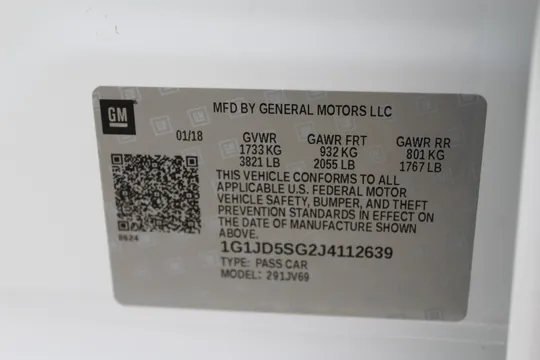 GM
MFD BY GENERAL MOTORS LLC
01/18 GVWR GAWR FRT GAWR RR
1733 KG 932 KG 801 KG
3821 LB 2055 LB 1767 LB
THIS VEHICLE CONFORMS TO ALL
APPLICABLE U.S. FEDERAL MOTOR
VEHICLE SAFETY, BUMPER, AND THEFT
PREVENTION STANDARDS IN EFFECT ON
THE DATE OF MANUFACTURE SHOWN
ABOVE.
8624
1G1JD5SG2J4112639
TYPE: PASS CAR
MODEL: 291JV69